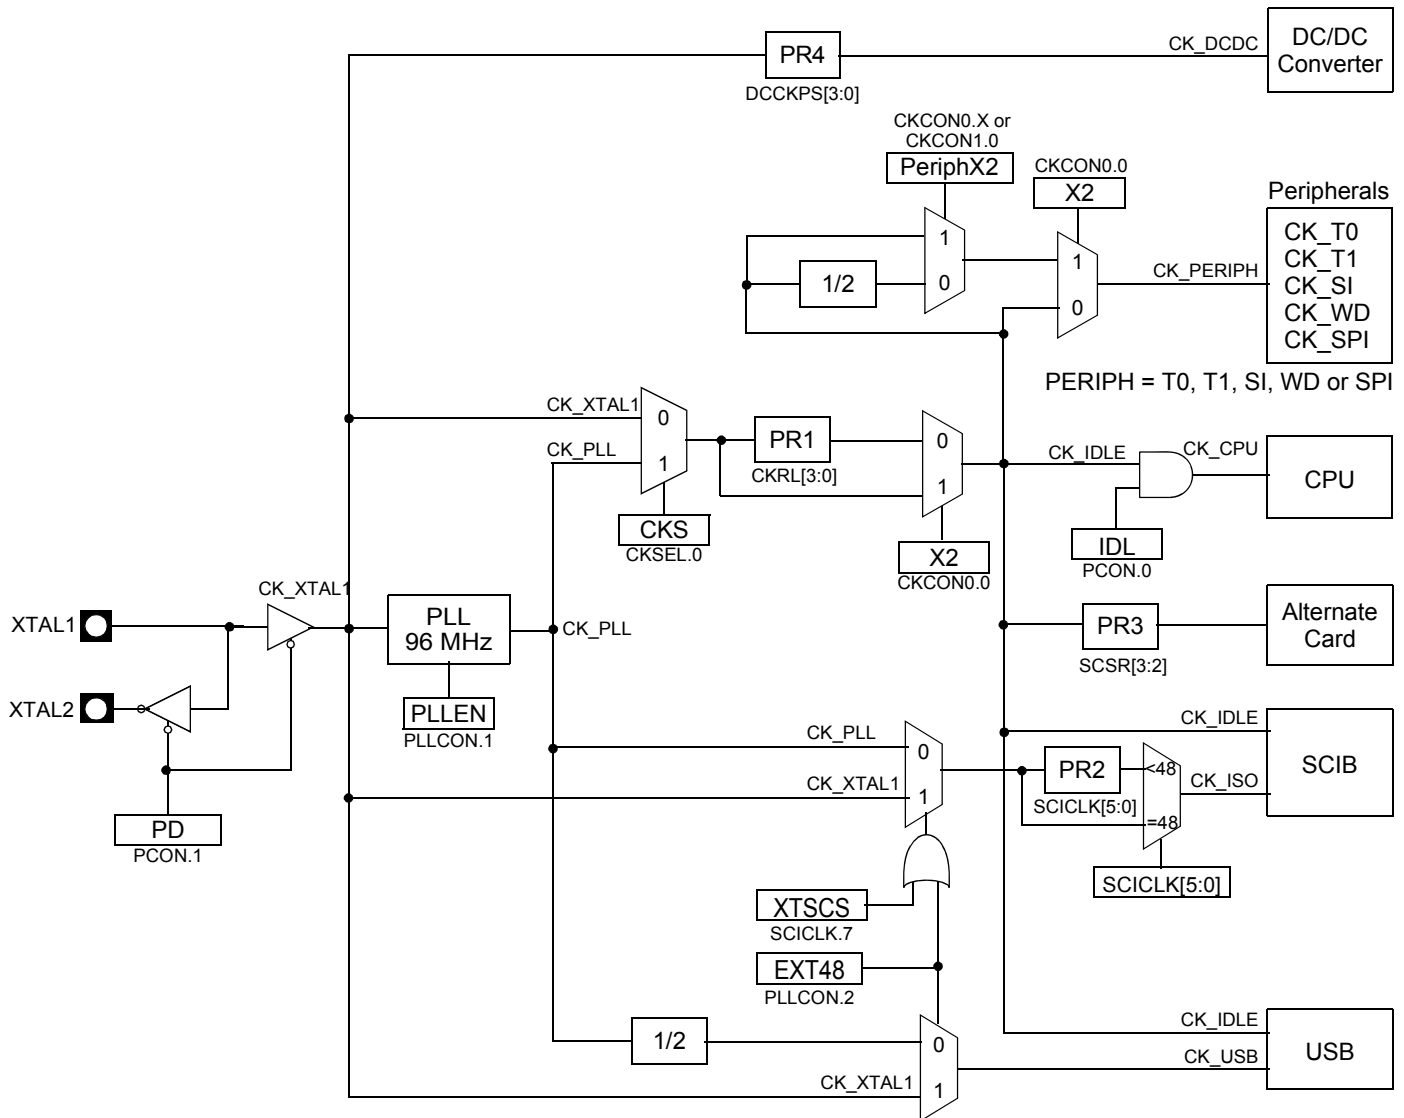 PR4
DCCKPS[3:0]
CK_DCDC
DC/DC
Converter
CKCON0.X or
CKCON1.0
PeriphX2
CKCON0.0
X2
1
1/2
0
1
0
CK_PERIPH
Peripherals
CK_T0
CK_T1
CK_SI
CK_WD
CK_SPI
PERIPH = T0, T1, SI, WD or SPI
CK_XTAL1
CK_PLL
0
1
CKS
CKSEL.0
PR1
CKRL[3:0]
0
1
X2
CKCON0.0
CK_IDLE
CK_CPU
IDL
PCON.0
CPU
XTAL1
XTAL2
CK_XTAL1
PD
PCON.1
PLL
96 MHz
PLLEN
PLLCON.1
CK_PLL
PR3
SCSR[3:2]
Alternate
Card
CK_PLL
CK_XTAL1
0
1
PR2
SCICLK[5:0]
<48
=48
SCICLK[5:0]
CK_IDLE
CK_ISO
SCIB
XTSCS
SCICLK.7
EXT48
PLLCON.2
1/2
CK_XTAL1
0
1
CK_IDLE
CK_USB
USB